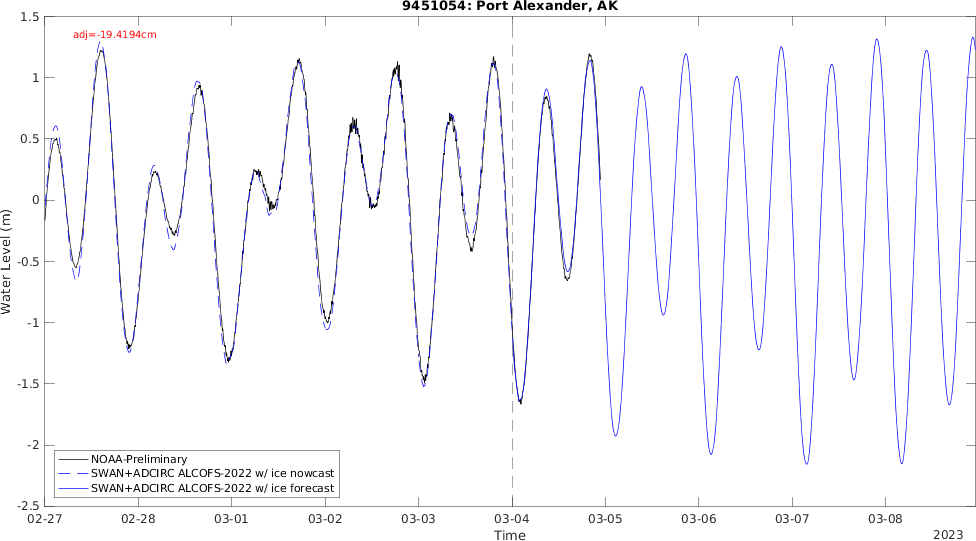 9451054: Port Alexander, AK
adj=-19.4194cm
Water Level (m)
1.5
1
0.5
0
-0.5
-1
-1.5
-2
-2.5
NOAA-Preliminary
SWAN+ADCIRC ALCOFS-2022 w/ ice nowcast
SWAN+ADCIRC ALCOFS-2022 w/ ice forecast
02-27 02-28 03-01 03-02 03-03 03-04 03-05 03-06 03-07 03-08
Time
2023